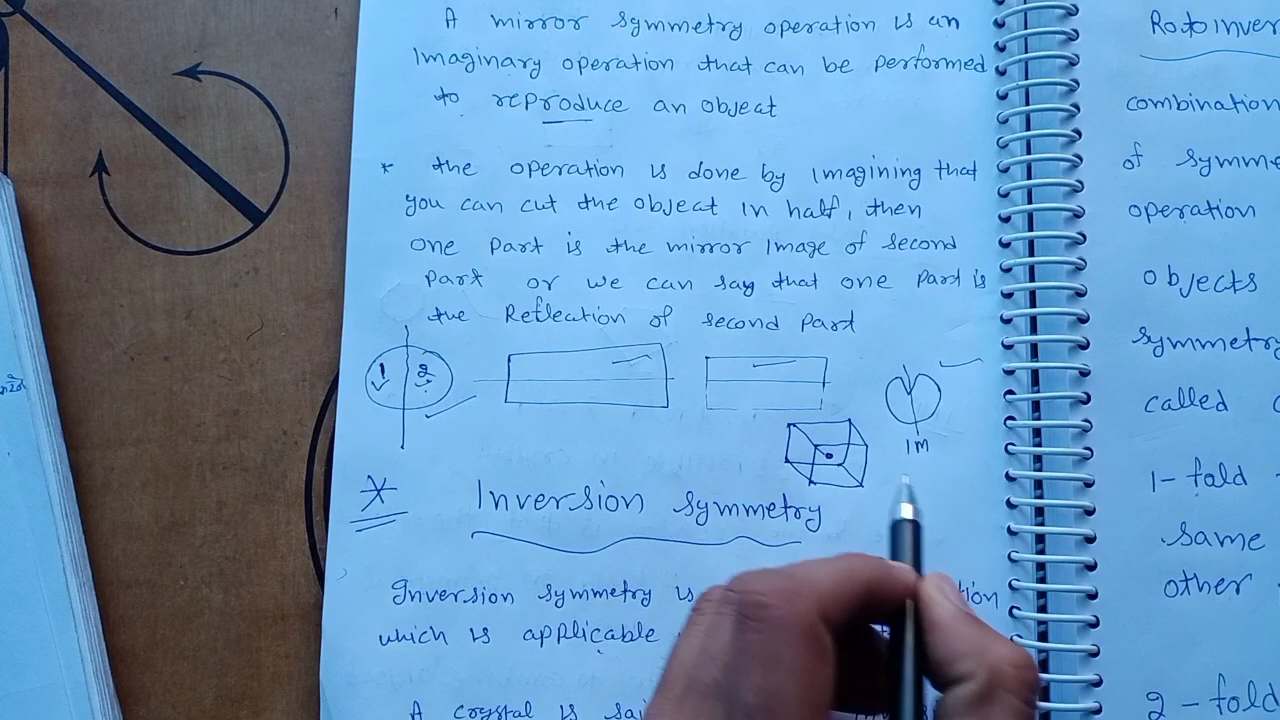 A mirror symmetry operation is an
Imaginary operation that can be performed
to reproduce an object
* the operation is done by imagining that
you can cut the object in half, then
one part is the mirror image of second
part or we can say that one part is
the Reflection of second part
1 2
1M
* Inversion symmetry
Inversion symmetry is
which is applicable
A crystal is
Rotoinver
combination
of symme
operation
objects
symmetry
called
1-fold
same
other
2-fold